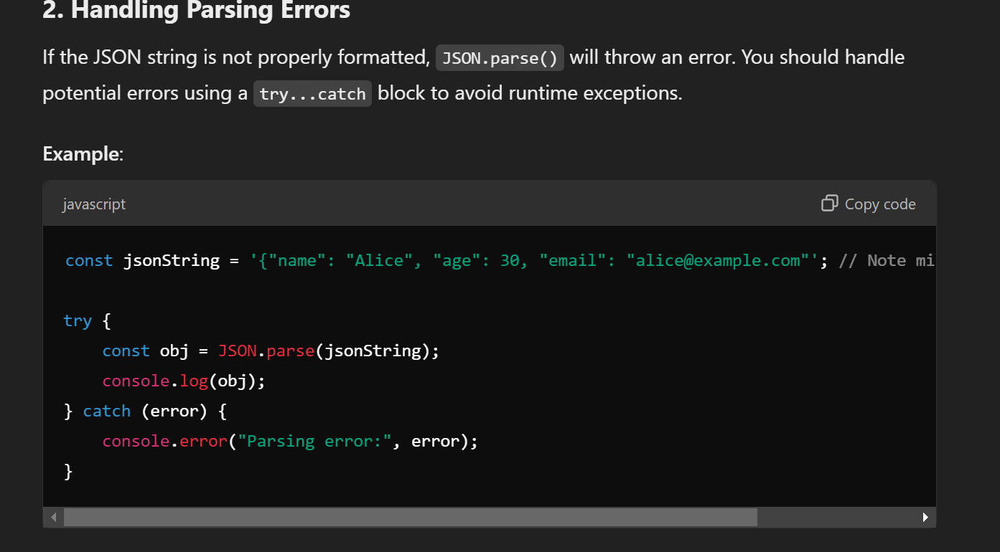 2. Handling Parsing Errors
If the JSON string is not properly formatted, JSON.parse() will throw an error. You should handle
potential errors using a try...catch block to avoid runtime exceptions.
Example:
javascript
Copy code
const jsonString = '{"name": "Alice", "age": 30, "email": "alice@example.com"'; // Note mi
try {
    const obj = JSON.parse(jsonString);
    console.log(obj);
} catch (error) {
    console.error("Parsing error:", error);
}